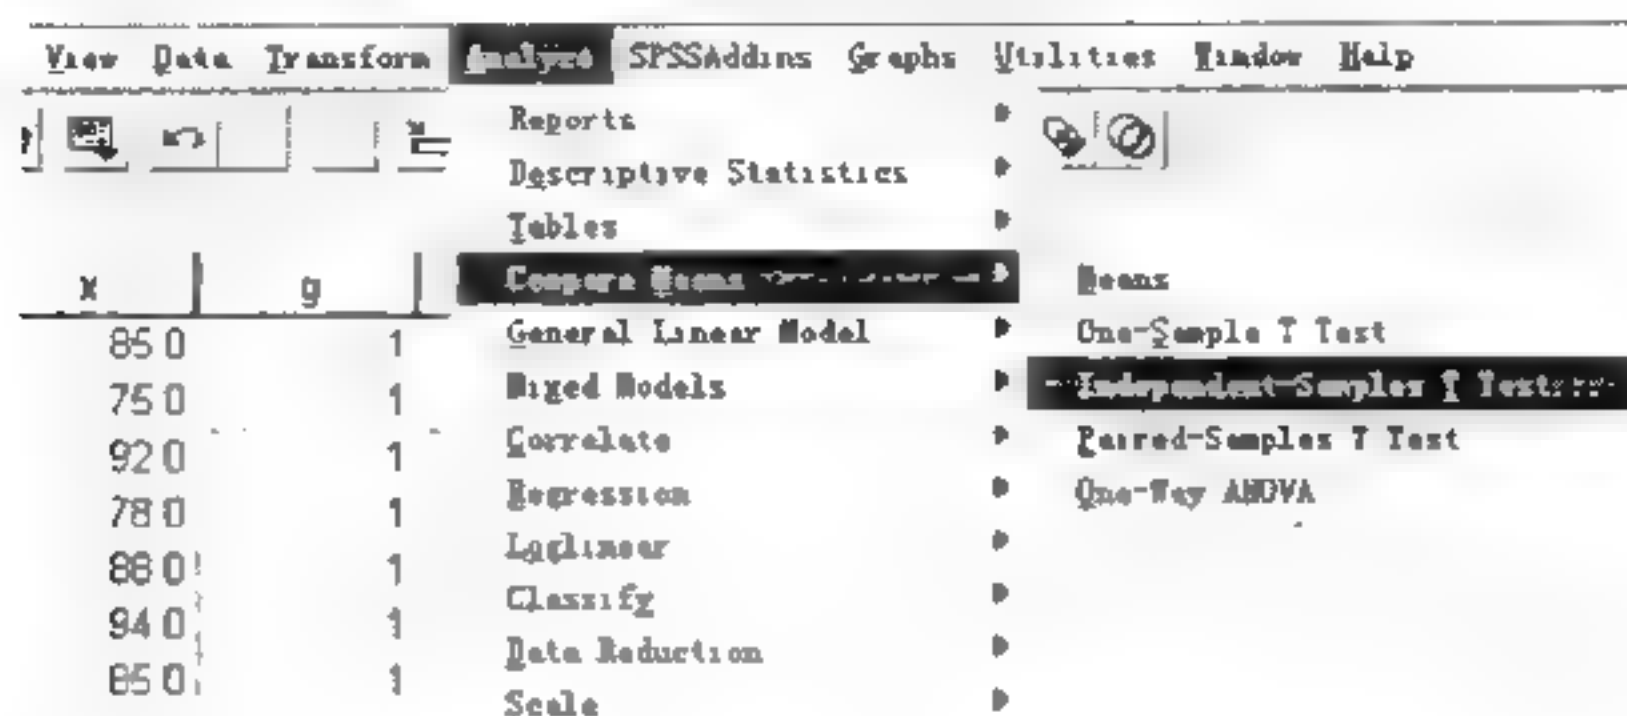 View Data Transform Analyze SPSSAddins Graphs Utilities Window Help
Reports
Descriptive Statistics
Tables
Compare Means
Means
x g
General Linear Model
One-Sample T Test
85 0 1
Mixed Models
Independent-Samples T Test
75 0 1
Correlate
Paired-Samples T Test
92 0 1
Regression
One-Way ANOVA
78 0 1
Loglinear
88 0 1
Classify
94 0 1
Data Reduction
85 0 1
Scale